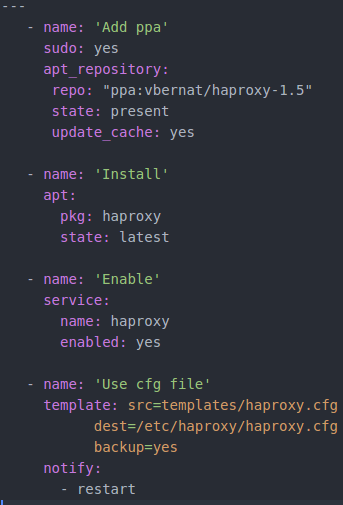 ---
   - name: 'Add ppa'
     sudo: yes
     apt_repository:
      repo: "ppa:vbernat/haproxy-1.5"
      state: present
      update_cache: yes

   - name: 'Install'
     apt:
       pkg: haproxy
       state: latest

   - name: 'Enable'
     service:
       name: haproxy
       enabled: yes

   - name: 'Use cfg file'
     template: src=templates/haproxy.cfg
           dest=/etc/haproxy/haproxy.cfg
           backup=yes
     notify:
       - restart